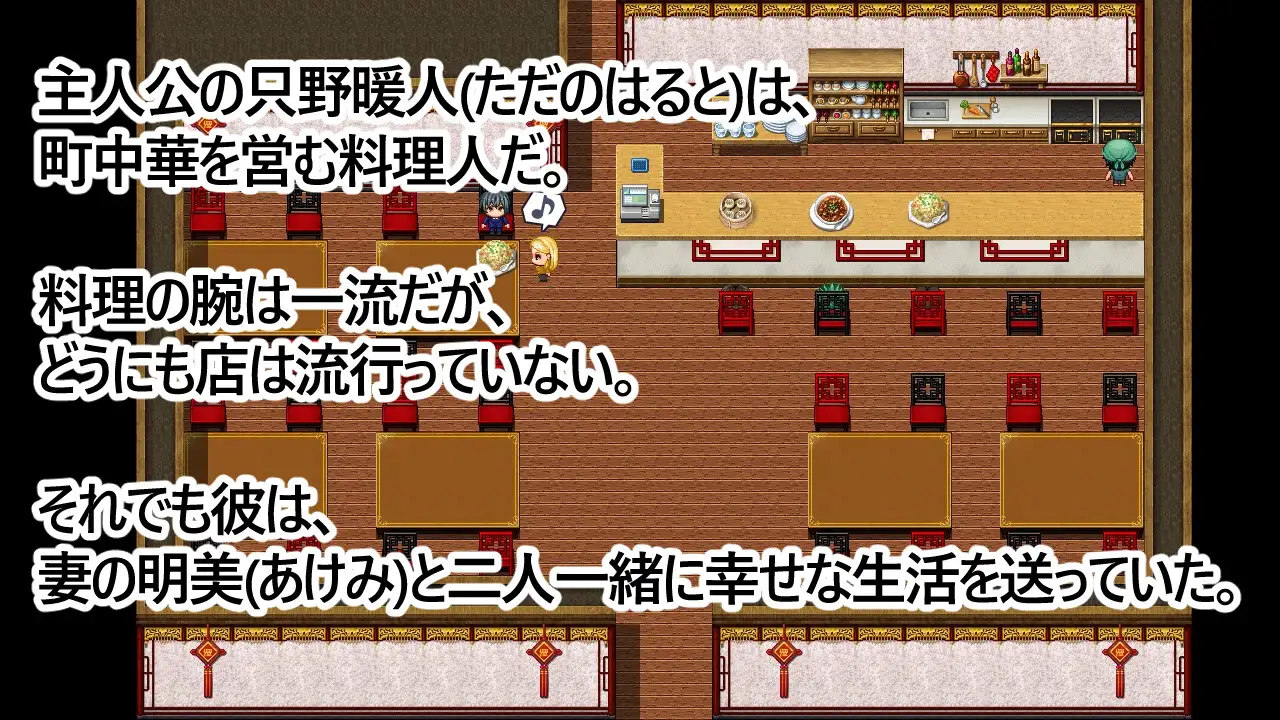 主人公の只野暖人(ただのはると)は、
町中華を営む料理人だ。
料理の腕は一流だが、
どうにも店は流行っていない。
それでも彼は、
妻の明美(あけみ)と二人一緒に幸せな生活を送っていた。